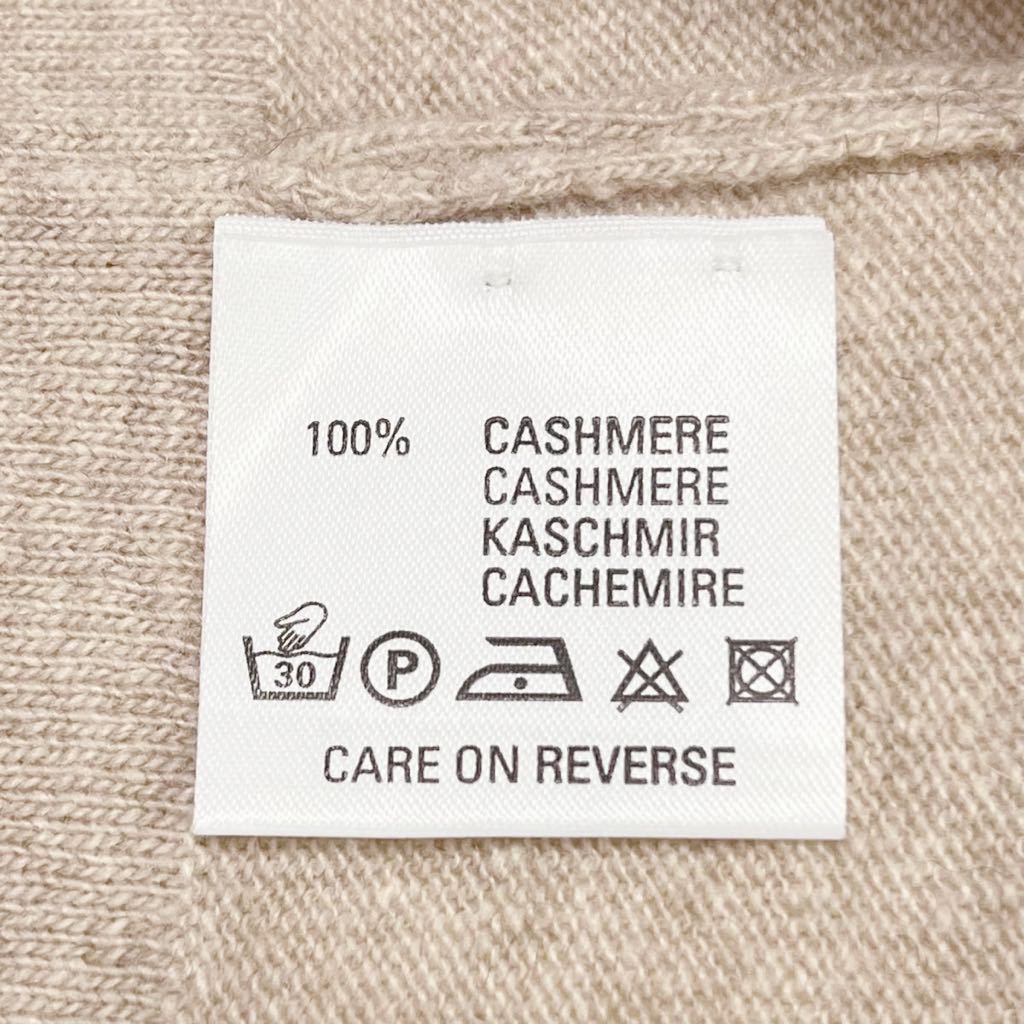 100% CASHMERE
CASHMERE
KASCHMIR
CACHEMIRE
30 P
CARE ON REVERSE